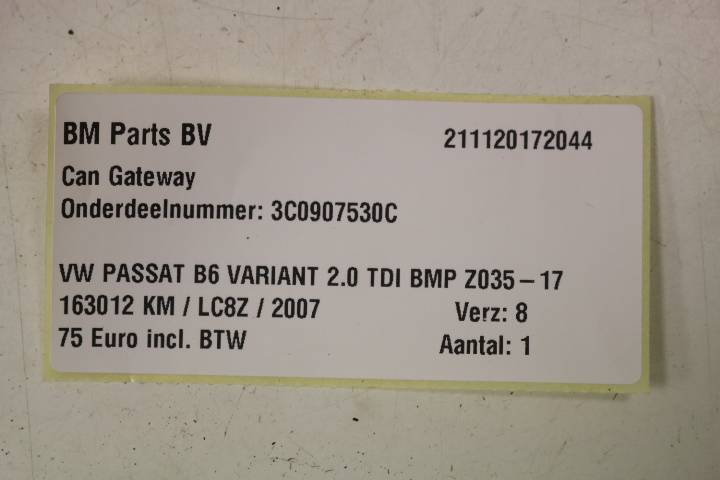 BM Parts BV 211120172044
Can Gateway
Onderdeelnummer: 3C0907530C
VW PASSAT B6 VARIANT 2.0 TDI BMP Z035-17
163012 KM / LC8Z / 2007 Verz: 8
75 Euro incl. BTW Aantal: 1